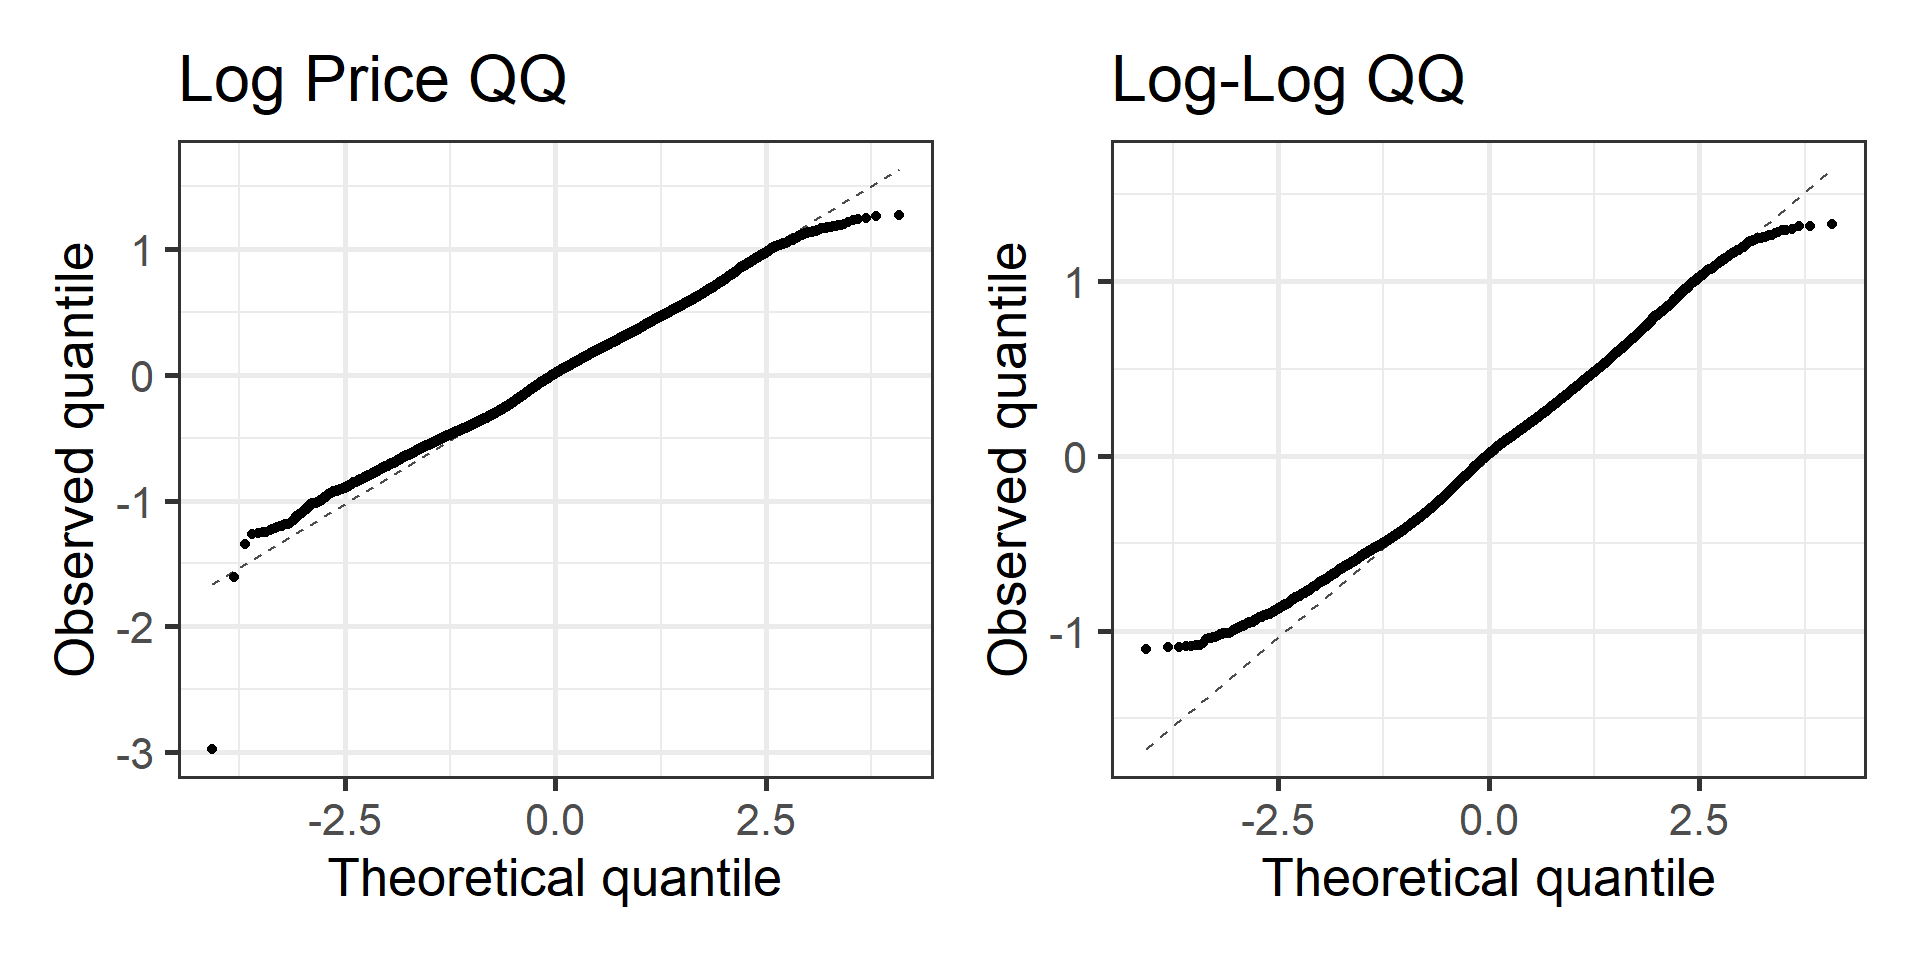 Log Price QQ
Observed quantile
1
0
-1
-2
-3
-2.5 0.0 2.5
Theoretical quantile
Log-Log QQ
Observed quantile
1
0
-1
-2.5 0.0 2.5
Theoretical quantile